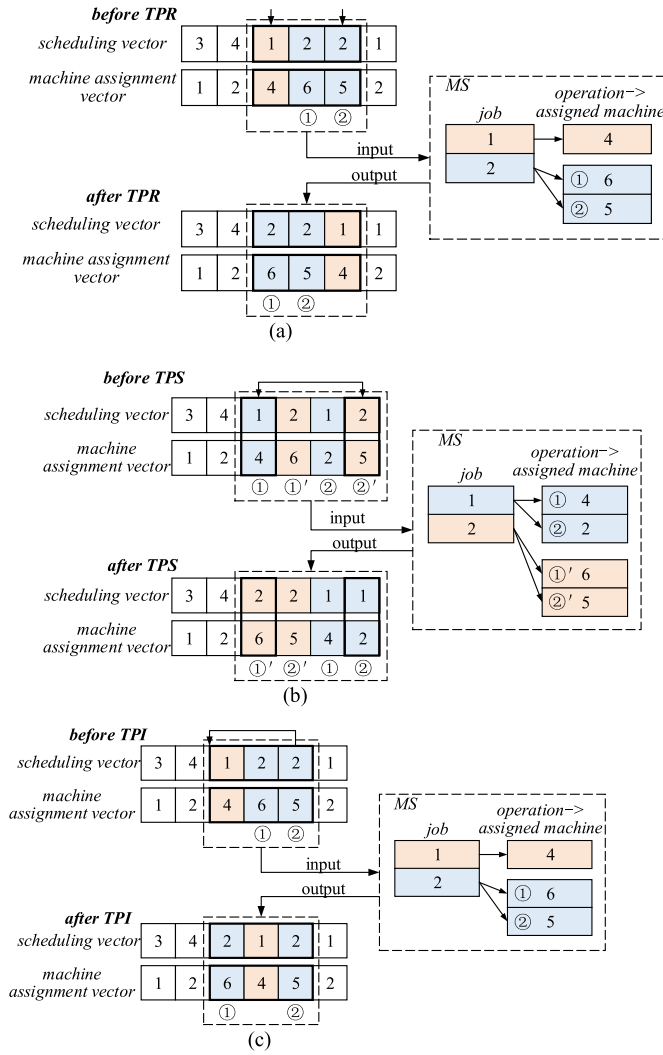 before TPR
scheduling vector 3 4 1 2 2 1
machine assignment
vector 1 2 4 6 5 2
① ②
input
output
MS
job
operation–>
assigned machine
1 4
2 ① 6
② 5
after TPR
scheduling vector 3 4 2 2 1 1
machine assignment
vector 1 2 6 5 4 2
① ②
(a)
before TPS
scheduling vector 3 4 1 2 1 2
machine
assignment vector 1 2 4 6 2 5
① ①′ ② ②′
input
output
MS
job
operation–>
assigned machine
1 ① 4
② 2
2 ①′ 6
②′ 5
after TPS
scheduling vector 3 4 2 2 1 1
machine
assignment vector 1 2 6 5 4 2
①′ ②′ ① ②
(b)
before TPI
scheduling vector 3 4 1 2 2 1
machine
assignment vector 1 2 4 6 5 2
① ②
input
output
MS
job
operation–>
assigned machine
1 4
2 ① 6
② 5
after TPI
scheduling vector 3 4 2 1 2 1
machine
assignment vector 1 2 6 4 5 2
① ②
(c)